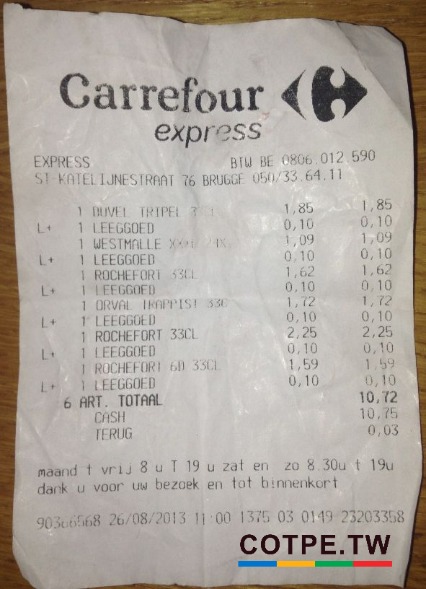 Carrefour
express
EXPRESS BTW BE 0806.012.590
ST-KATELIJNESTRAAT 76 BRUGGE 050/33.64.11
1 DUVEL TRIPEL 33CL 1,85 1,85
L+ 1 LEEGGOED 0,10 0,10
1 WESTMALLE 1,09 1,09
L+ 1 LEEGGOED 0,10 0,10
1 ROCHEFORT 33CL 1,62 1,62
L+ 1 LEEGGOED 0,10 0,10
1 ORVAL TRAPPIST 33C 1,72 1,72
L+ 1 LEEGGOED 0,10 0,10
1 ROCHEFORT 33CL 2,25 2,25
L+ 1 LEEGGOED 0,10 0,10
1 ROCHEFORT 6D 33CL 1,59 1,59
L+ 1 LEEGGOED 0,10 0,10
6 ART. TOTAAL 10,72
CASH 10,75
TERUG 0,03
maand t vrij 8 u T 19 u zat en zo 8.30u t 19u
dank u voor uw bezoek en tot binnenkort
90366568 26/08/2013 11:00 1375 03 0149 23203358
COTPE.TW